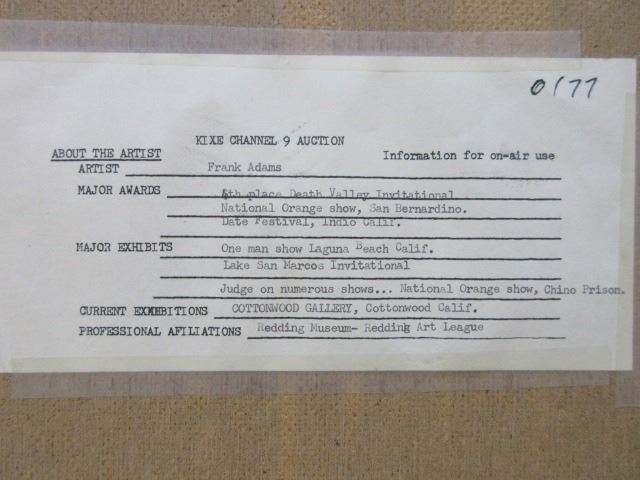 0/77
KIXE CHANNEL 9 AUCTION
ABOUT THE ARTIST Information for on-air use
ARTIST Frank Adams
MAJOR AWARDS 4th place Death Valley Invitational
National Orange show, San Bernardino.
Date Festival, Indio Calif.
MAJOR EXHIBITS One man show Laguna Beach Calif.
Lake San Marcos Invitational
Judge on numerous shows... National Orange show, Chino Prison.
CURRENT EXHIBITIONS COTTONWOOD GALLERY, Cottonwood Calif.
PROFESSIONAL AFILIATIONS Redding Museum- Redding Art League